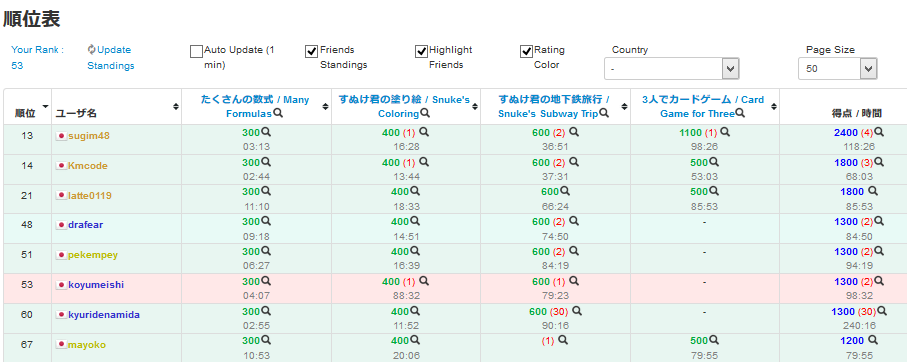 順位表
Your Rank : 53
Update Standings
Auto Update (1 min)
Friends Standings
Highlight Friends
Rating Color
Country
-
Page Size
50
順位 ユーザ名 たくさんの数式 / Many Formulas すぬけ君の塗り絵 / Snuke's Coloring すぬけ君の地下鉄旅行 / Snuke's Subway Trip 3人でカードゲーム / Card Game for Three 得点 / 時間
13 sugim48 300 400 (1) 600 (2) 1100 (1) 2400 (4)
03:13 16:28 36:51 98:26 118:26
14 Kmcode 300 400 (1) 600 (2) 500 1800 (3)
02:44 13:44 37:31 53:03 68:03
21 latte0119 300 400 600 500 1800
11:10 18:33 66:24 85:53 85:53
48 drafear 300 400 600 (2) - 1300 (2)
09:18 14:51 74:50 84:50
51 pekempey 300 400 600 (2) - 1300 (2)
06:27 16:39 84:19 94:19
53 koyumeishi 300 400 (1) 600 (1) - 1300 (2)
04:07 88:32 79:23 98:32
60 kyuridenamida 300 400 600 (30) - 1300 (30)
02:55 11:52 90:16 240:16
67 mayoko 300 400 (1) 500 1200
10:53 20:06 79:55 79:55